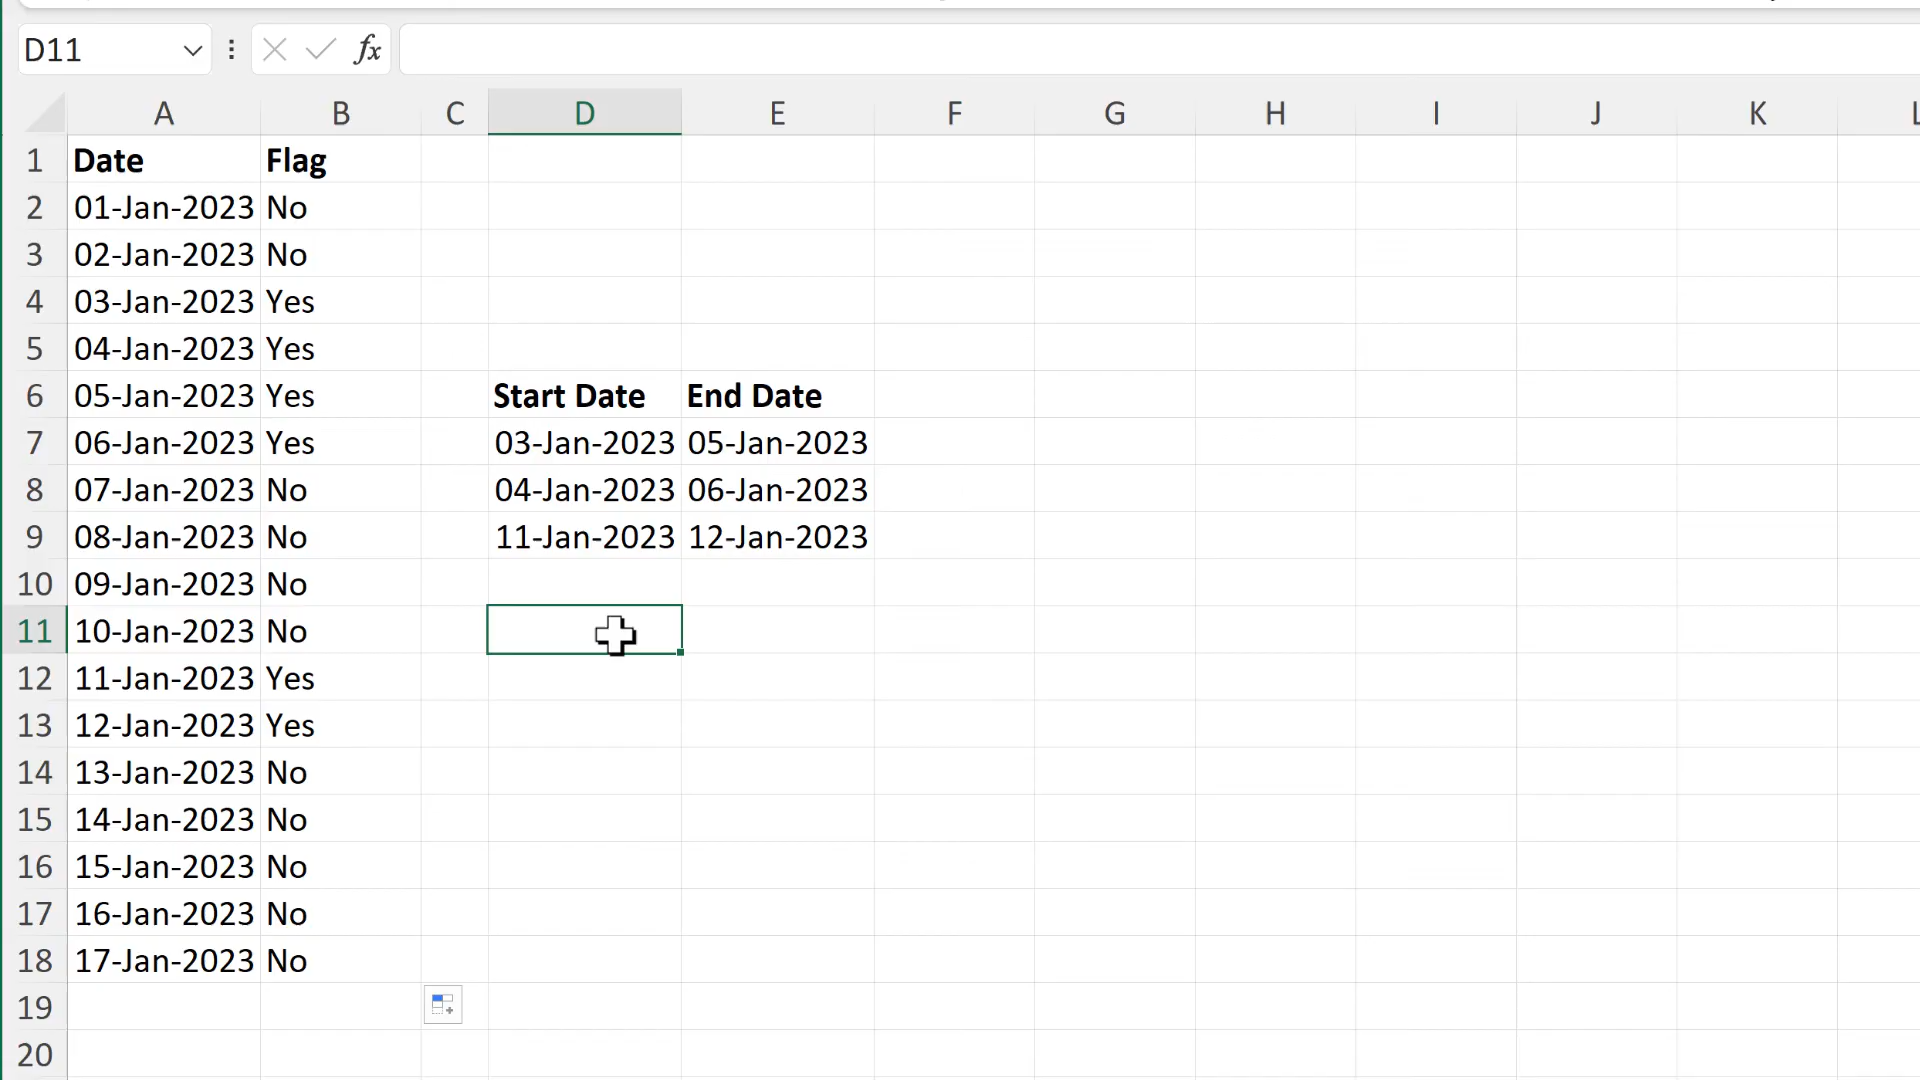 D11 fx
A B C D E F G H I J K L
1 Date Flag
2 01-Jan-2023 No
3 02-Jan-2023 No
4 03-Jan-2023 Yes
5 04-Jan-2023 Yes
6 05-Jan-2023 Yes Start Date End Date
7 06-Jan-2023 Yes 03-Jan-2023 05-Jan-2023
8 07-Jan-2023 No 04-Jan-2023 06-Jan-2023
9 08-Jan-2023 No 11-Jan-2023 12-Jan-2023
10 09-Jan-2023 No
11 10-Jan-2023 No
12 11-Jan-2023 Yes
13 12-Jan-2023 Yes
14 13-Jan-2023 No
15 14-Jan-2023 No
16 15-Jan-2023 No
17 16-Jan-2023 No
18 17-Jan-2023 No
19
20